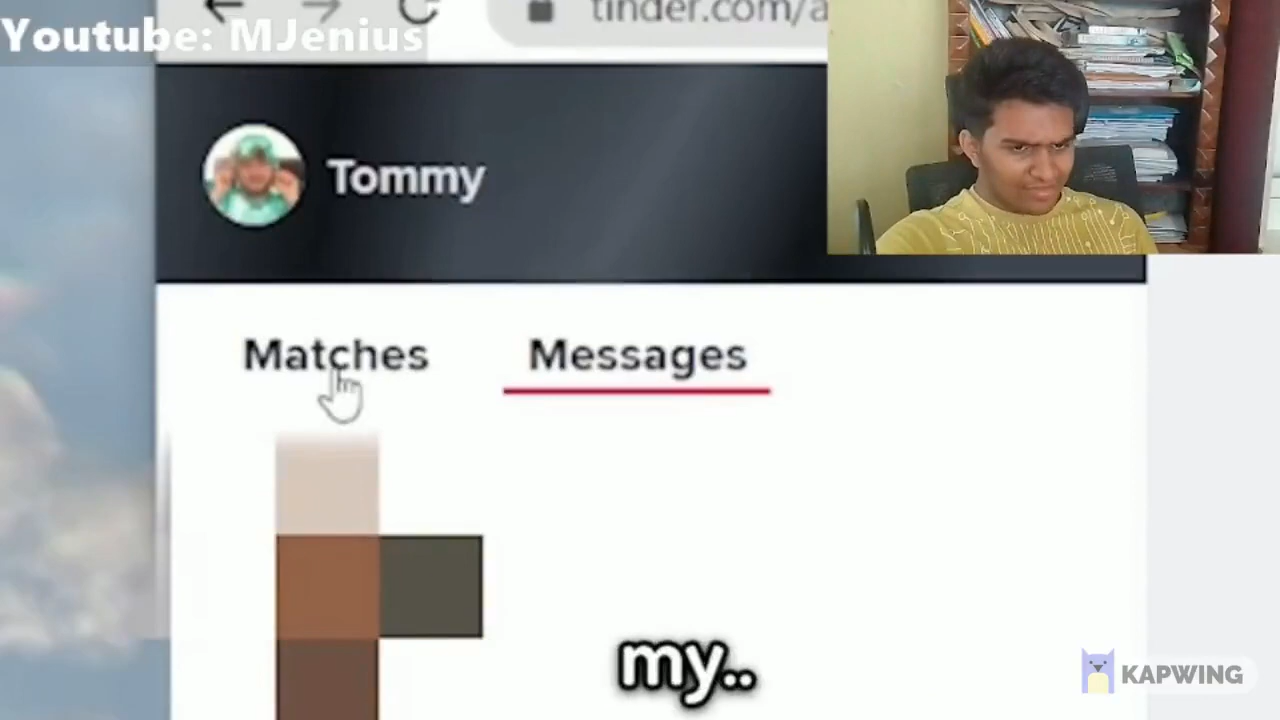 tinder.com/a
Youtube: MJenius
Tommy
Matches
Messages
my..
KAPWING